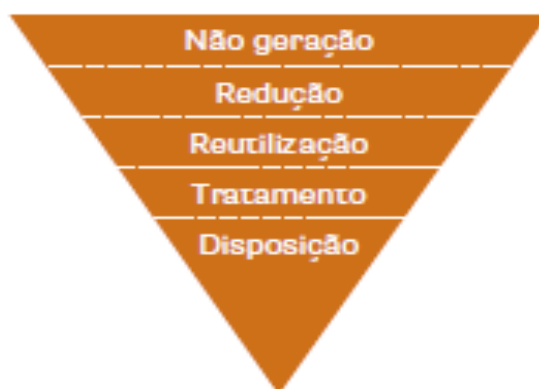 Não geração
Redução
Reutilização
Tratamento
Disposição